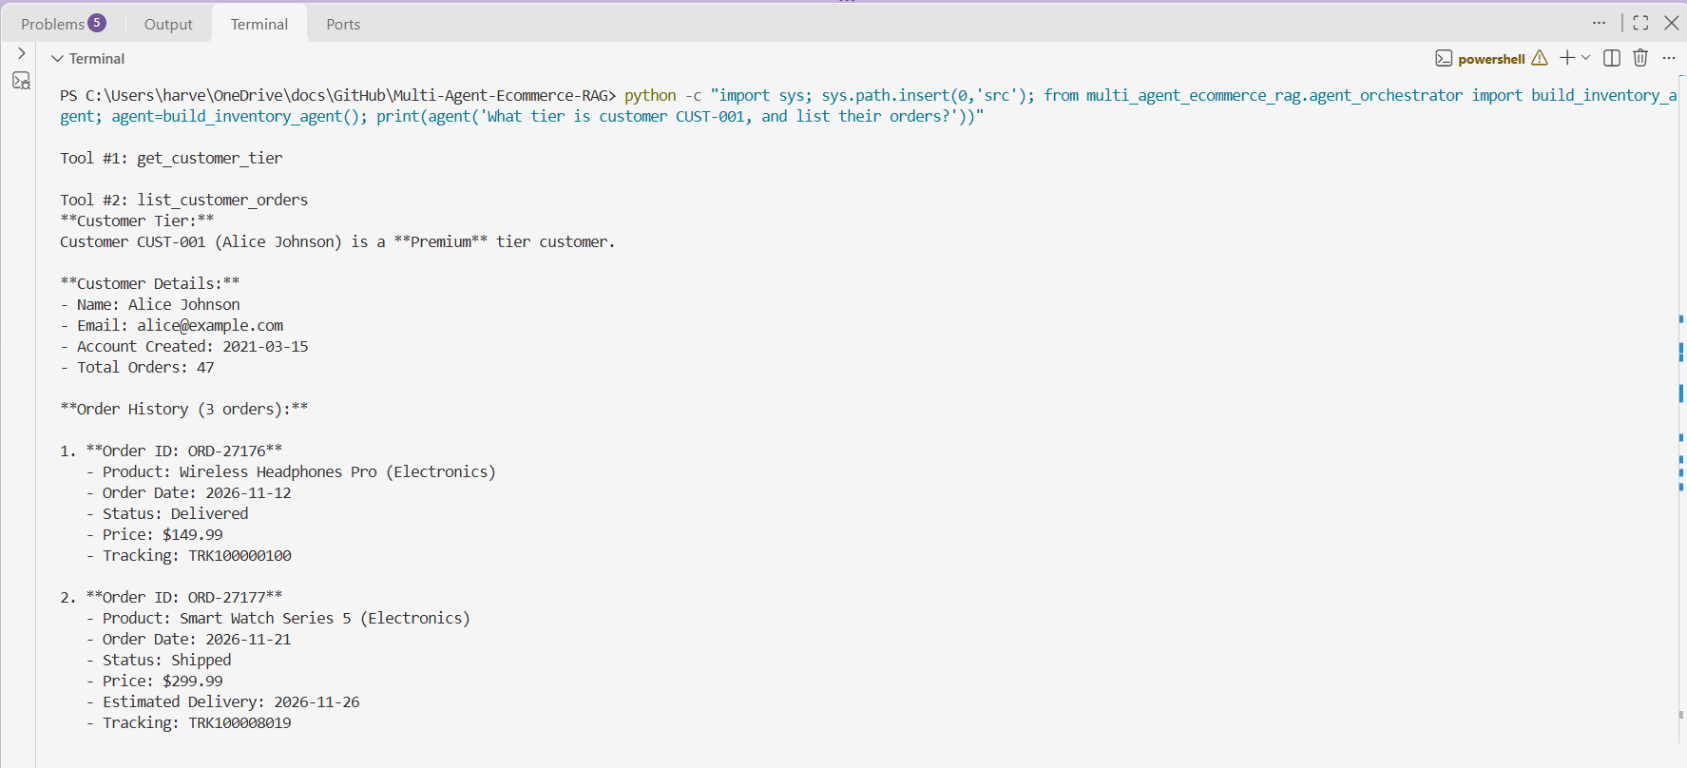 Problems 5 Output Terminal Ports
Terminal
powershell
PS C:\Users\harve\OneDrive\docs\GitHub\Multi-Agent-Ecommerce-RAG> python -c "import sys; sys.path.insert(0,'src'); from multi_agent_ecommerce_rag.agent_orchestrator import build_inventory_a
gent; agent=build_inventory_agent(); print(agent('What tier is customer CUST-001, and list their orders?'))"
Tool #1: get_customer_tier
Tool #2: list_customer_orders
**Customer Tier:**
Customer CUST-001 (Alice Johnson) is a **Premium** tier customer.
**Customer Details:**
- Name: Alice Johnson
- Email: alice@example.com
- Account Created: 2021-03-15
- Total Orders: 47
**Order History (3 orders):**
1. **Order ID: ORD-27176**
- Product: Wireless Headphones Pro (Electronics)
- Order Date: 2026-11-12
- Status: Delivered
- Price: $149.99
- Tracking: TRK100000100
2. **Order ID: ORD-27177**
- Product: Smart Watch Series 5 (Electronics)
- Order Date: 2026-11-21
- Status: Shipped
- Price: $299.99
- Estimated Delivery: 2026-11-26
- Tracking: TRK100008019